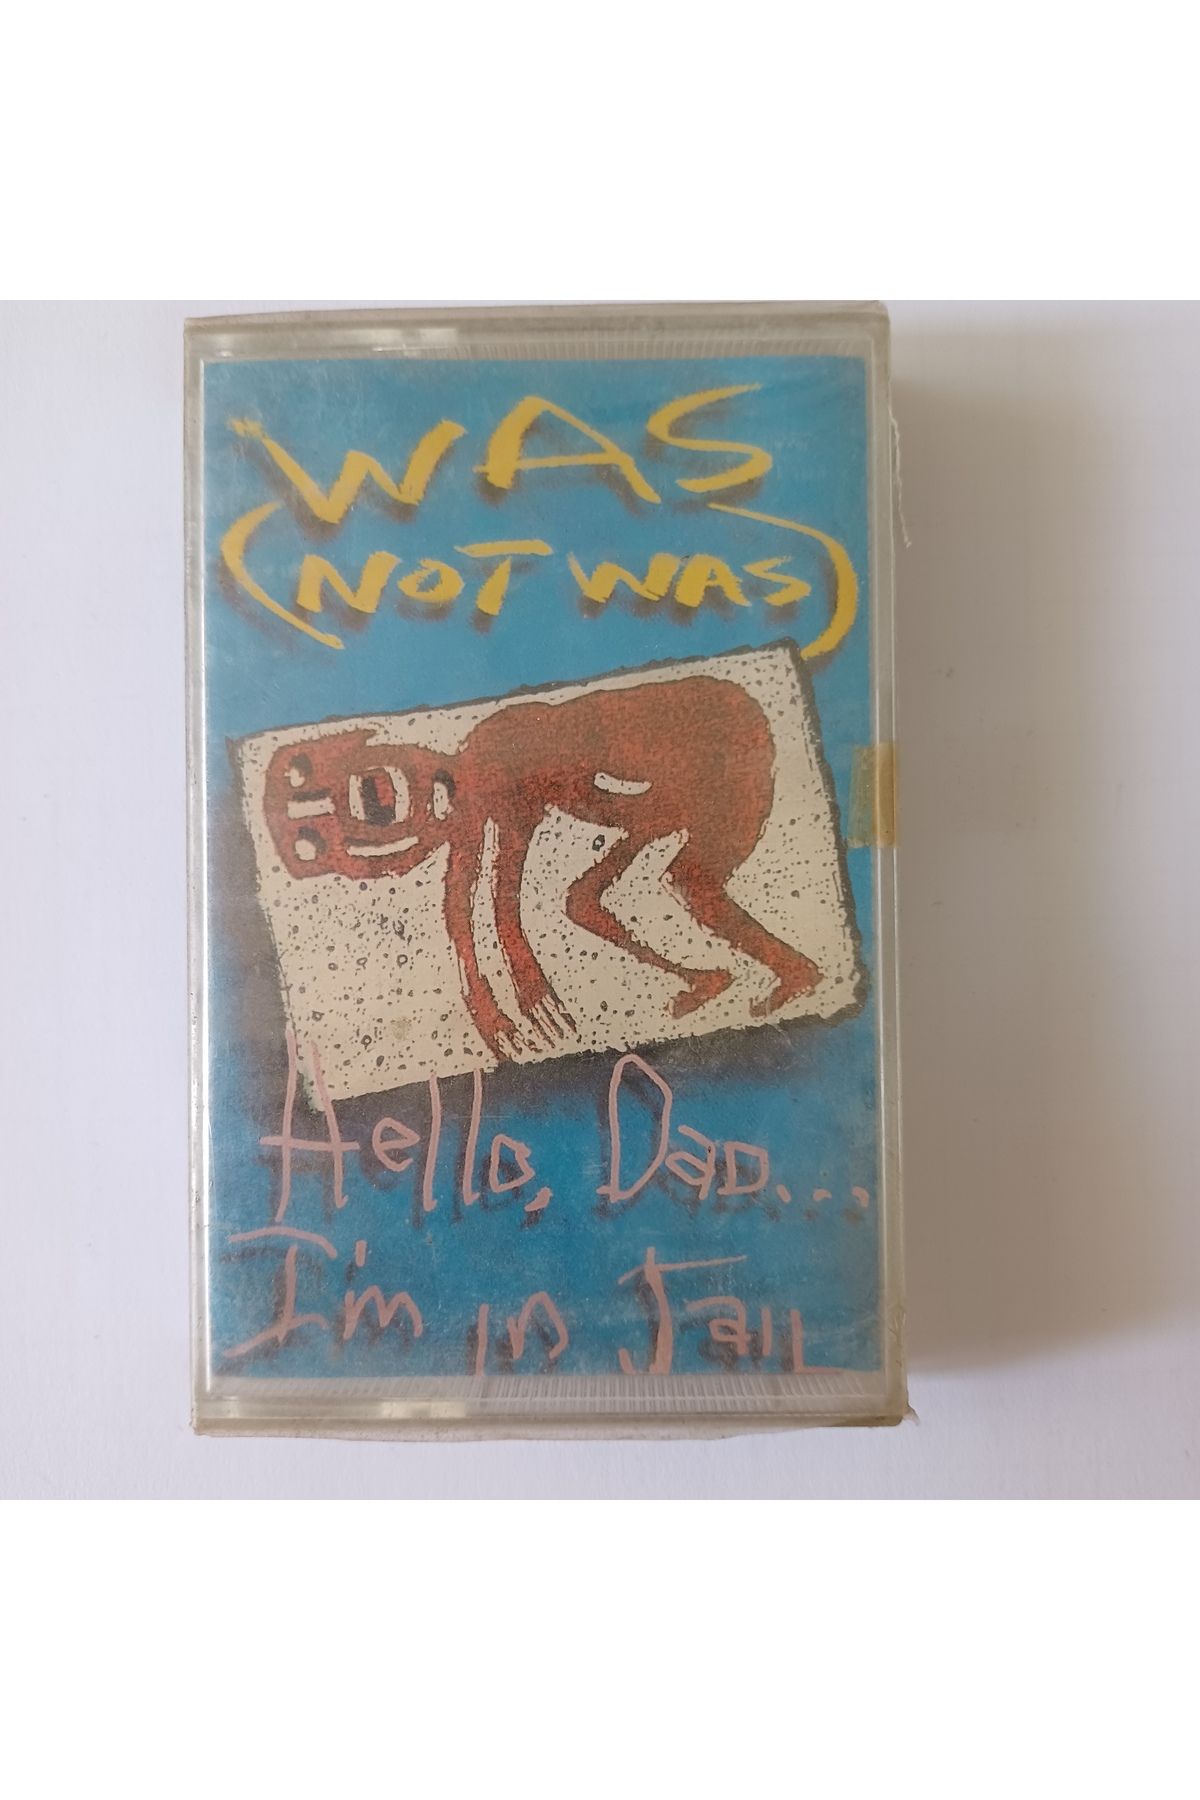 WAS
(NOT WAS)
Hello, Dad...
I'm in Jail